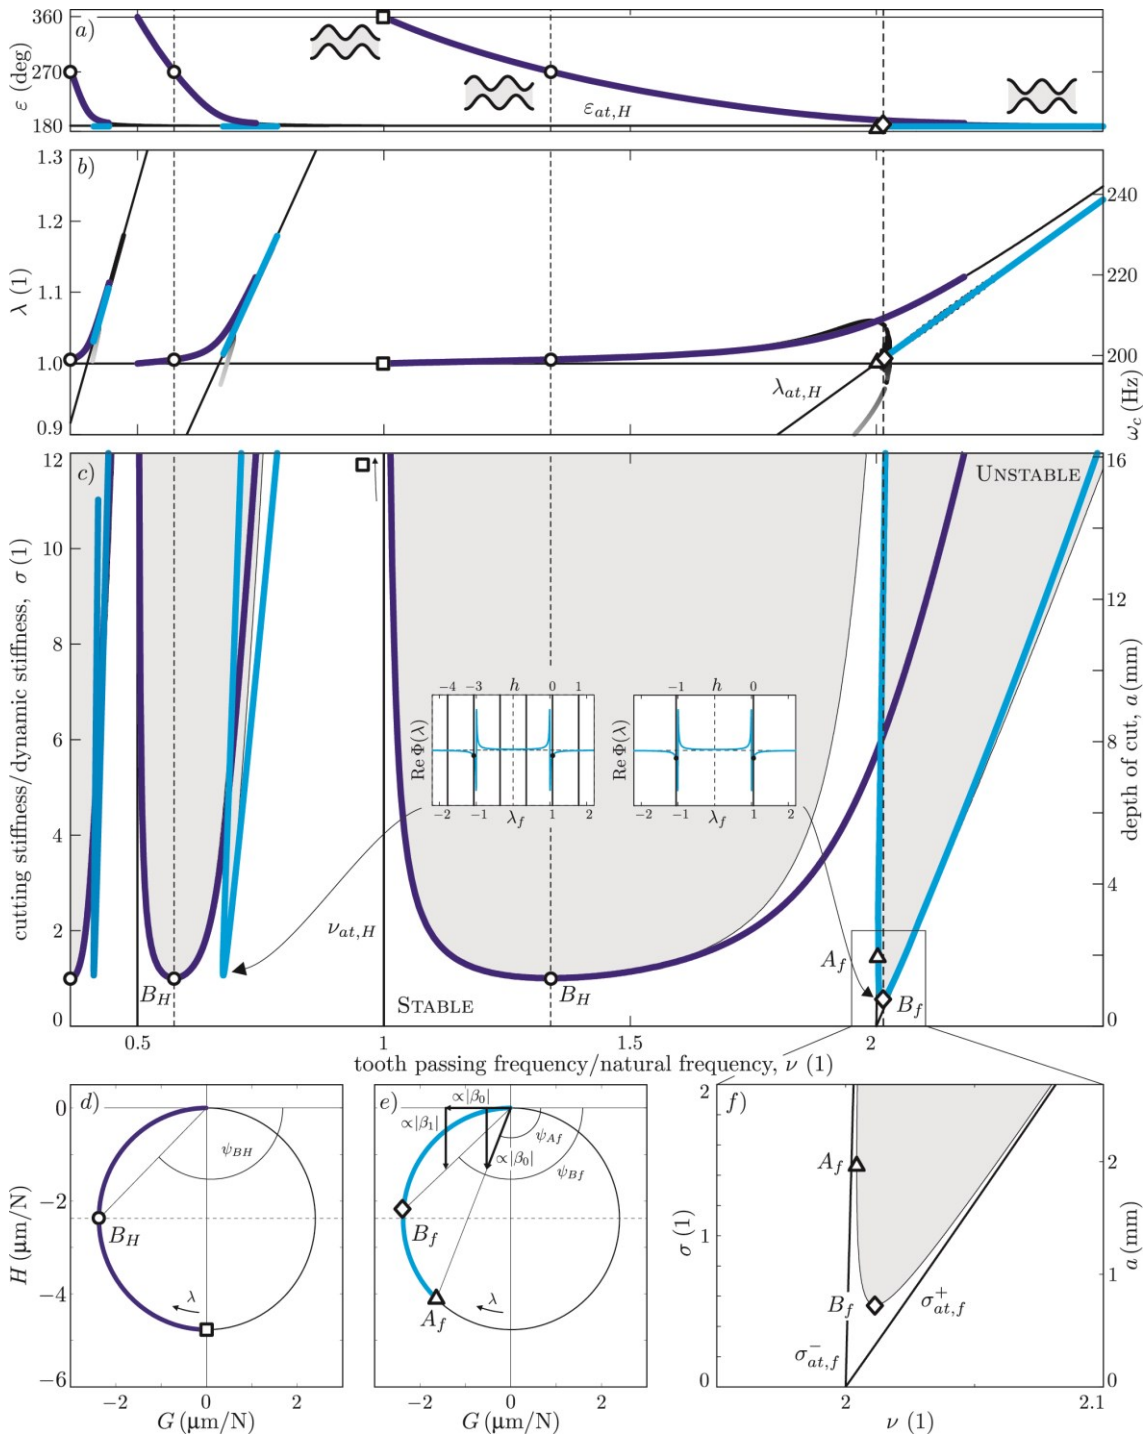 a)
ε (deg)
360
270
180
ε_{at,H}
b)
λ (1)
1.3
1.2
1.1
1.0
0.9
λ_{at,H}
240
220
200
ω_c (Hz)
c)
cutting stiffness/dynamic stiffness, σ (1)
12
10
8
6
4
2
0
UNSTABLE
16
12
8
4
0
depth of cut, a (mm)
−4 −3 h 0 1
Re Φ(λ)
−2 −1 λ_f 1 2
−1 h 0
Re Φ(λ)
−2 −1 λ_f 1 2
ν_{at,H}
A_f
B_H
STABLE
B_H
B_f
0.5 1 1.5 2
tooth passing frequency/natural frequency, ν (1)
d)
H (μm/N)
0
−2
−4
−6
ψ_{BH}
B_H
λ
−2 0 2
G (μm/N)
e)
∝|β_0|
∝|β_1|
∝|β_0|
ψ_{Af}
ψ_{Bf}
B_f
λ
A_f
−2 0 2
G (μm/N)
f)
σ (1)
2
1
0
A_f
B_f
σ^+_{at,f}
σ^−_{at,f}
2
1
0
a (mm)
2 2.1
ν (1)